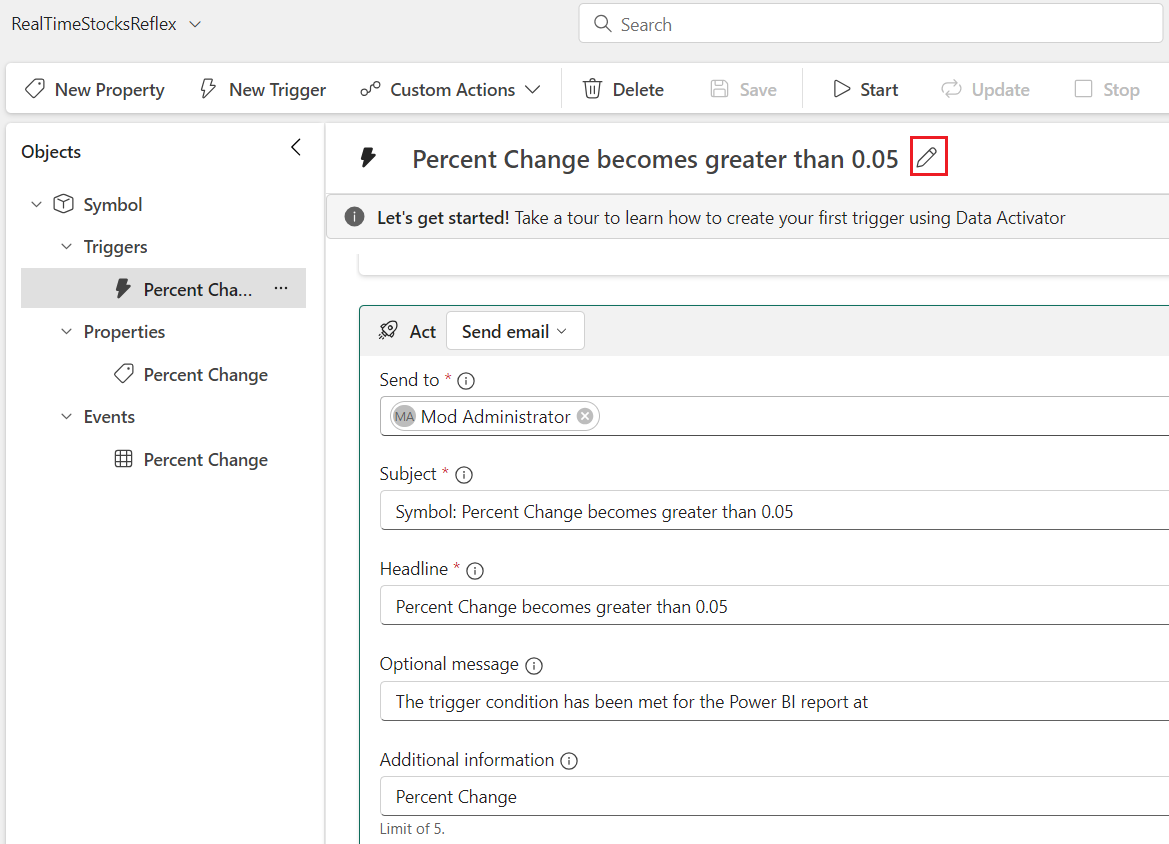 RealTimeStocksReflex
Search
New Property New Trigger Custom Actions Delete Save Start Update Stop
Objects
Symbol
Triggers
Percent Cha... ...
Properties
Percent Change
Events
Percent Change
Percent Change becomes greater than 0.05
Let's get started! Take a tour to learn how to create your first trigger using Data Activator
Act Send email
Send to *
MA Mod Administrator
Subject *
Symbol: Percent Change becomes greater than 0.05
Headline *
Percent Change becomes greater than 0.05
Optional message
The trigger condition has been met for the Power BI report at
Additional information
Percent Change
Limit of 5.